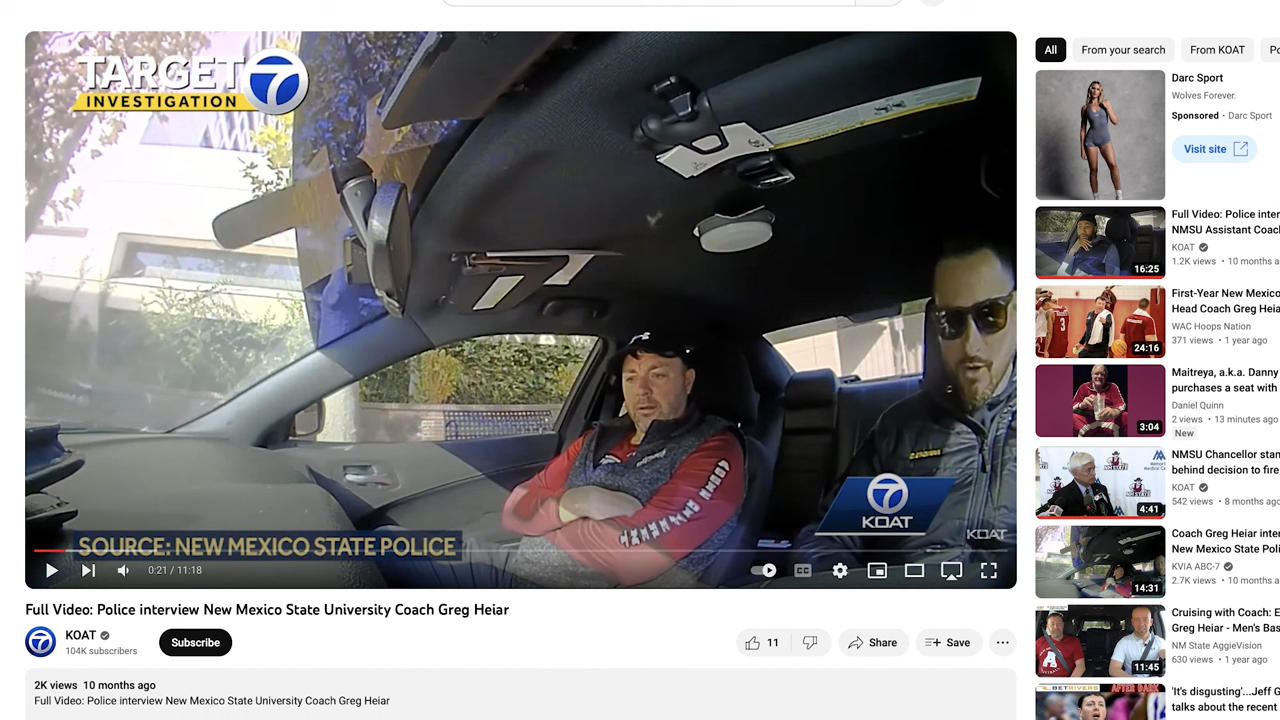 TARGET 7
INVESTIGATION
7
KOAT
KOAT
SOURCE: NEW MEXICO STATE POLICE
0:21 / 11:18
CC
Full Video: Police interview New Mexico State University Coach Greg Heiar
7
KOAT
104K subscribers
Subscribe
11
Share
Save
2K views 10 months ago
Full Video: Police interview New Mexico State University Coach Greg Heiar
All
From your search
From KOAT
Darc Sport
Wolves Forever.
Sponsored • Darc Sport
Visit site
16:25
Full Video: Police inter
NMSU Assistant Coach
KOAT
1.2K views • 10 months a
24:16
First-Year New Mexico
Head Coach Greg Heia
WAC Hoops Nation
371 views • 1 year ago
3:04
Maitreya, a.k.a. Danny
purchases a seat with
Daniel Quinn
2 views • 13 minutes ago
New
4:41
NMSU Chancellor stan
behind decision to fire
KOAT
542 views • 8 months ago
14:31
Coach Greg Heiar inte
New Mexico State Poli
KVIA ABC-7
2.7K views • 10 months a
11:45
Cruising with Coach: E
Greg Heiar - Men's Bas
NM State AggieVision
630 views • 1 year ago
BETRIVERS
AFTER DARK
'It's disgusting'...Jeff G
talks about the recent